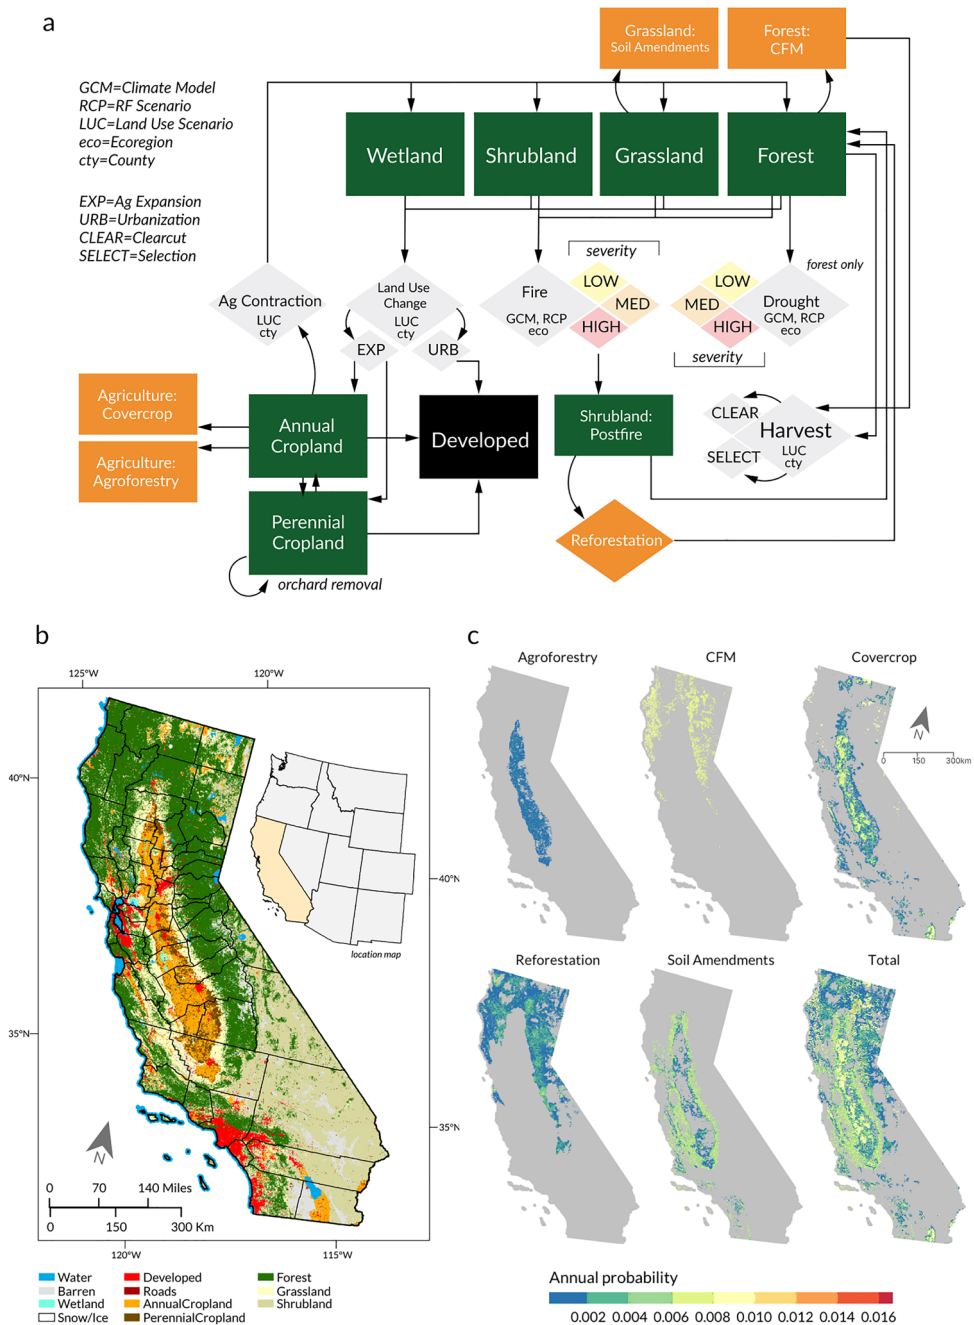 a
Grassland:
Soil Amendments
Forest:
CFM
GCM=Climate Model
RCP=RF Scenario
LUC=Land Use Scenario
eco=Ecoregion
cty=County
EXP=Ag Expansion
URB=Urbanization
CLEAR=Clearcut
SELECT=Selection
Wetland
Shrubland
Grassland
Forest
severity
forest only
Ag Contraction
LUC
cty
Land Use
Change
LUC
cty
EXP
URB
Fire
GCM, RCP
eco
LOW
MED
HIGH
LOW
MED
HIGH
Drought
GCM, RCP
eco
severity
Agriculture:
Covercrop
Agriculture:
Agroforestry
Annual
Cropland
Developed
Shrubland:
Postfire
CLEAR
SELECT
Harvest
LUC
cty
Perennial
Cropland
orchard removal
Reforestation
b
125°W
120°W
40°N
40°N
35°N
35°N
120°W
115°W
location map
N
0 70 140 Miles
0 150 300 Km
Water
Barren
Wetland
Snow/Ice
Developed
Roads
AnnualCropland
PerennialCropland
Forest
Grassland
Shrubland
c
Agroforestry
CFM
Covercrop
N
0 150 300km
Reforestation
Soil Amendments
Total
Annual probability
0.002 0.004 0.006 0.008 0.010 0.012 0.014 0.016